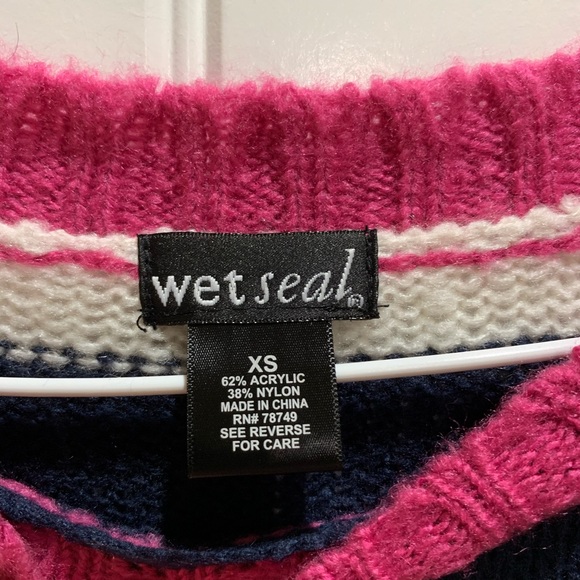 wet seal®
XS
62% ACRYLIC
38% NYLON
MADE IN CHINA
RN# 78749
SEE REVERSE
FOR CARE